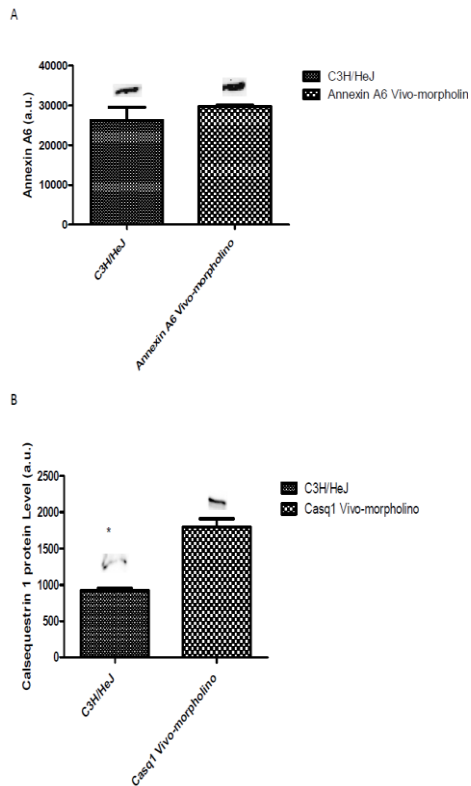 A
40000
30000
20000
10000
0
Annexin A6 (a.u.)
C3H/HeJ
Annexin A6 Vivo-morpholino
C3H/HeJ
Annexin A6 Vivo-morpholin
B
2500
2000
1500
1000
500
0
Calsequestrin 1 protein Level (a.u.)
*
C3H/HeJ
Casq1 Vivo-morpholino
C3H/HeJ
Casq1 Vivo-morpholino